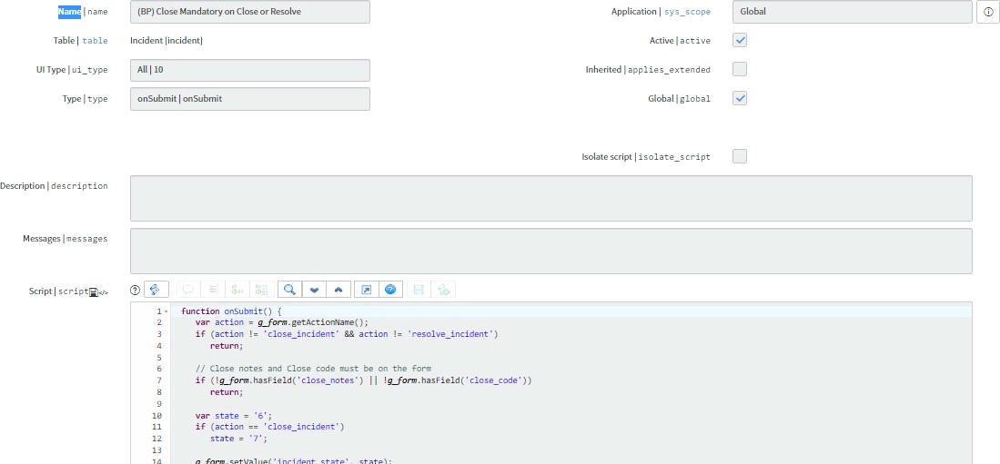 Name | name
(BP) Close Mandatory on Close or Resolve
Application | sys_scope
Global
Table | table
Incident [incident]
Active | active
UI Type | ui_type
All | 10
Inherited | applies_extended
Type | type
onSubmit | onSubmit
Global | global
Isolate script | isolate_script
Description | description
Messages | messages
Script | script
1 function onSubmit() {
2 var action = g_form.getActionName();
3 if (action != 'close_incident' && action != 'resolve_incident')
4 return;
5
6 // Close notes and Close code must be on the form
7 if (!g_form.hasField('close_notes') || !g_form.hasField('close_code'))
8 return;
9
10 var state = '6';
11 if (action == 'close_incident')
12 state = '7';
13
14 g_form.setValue('incident_state', state);